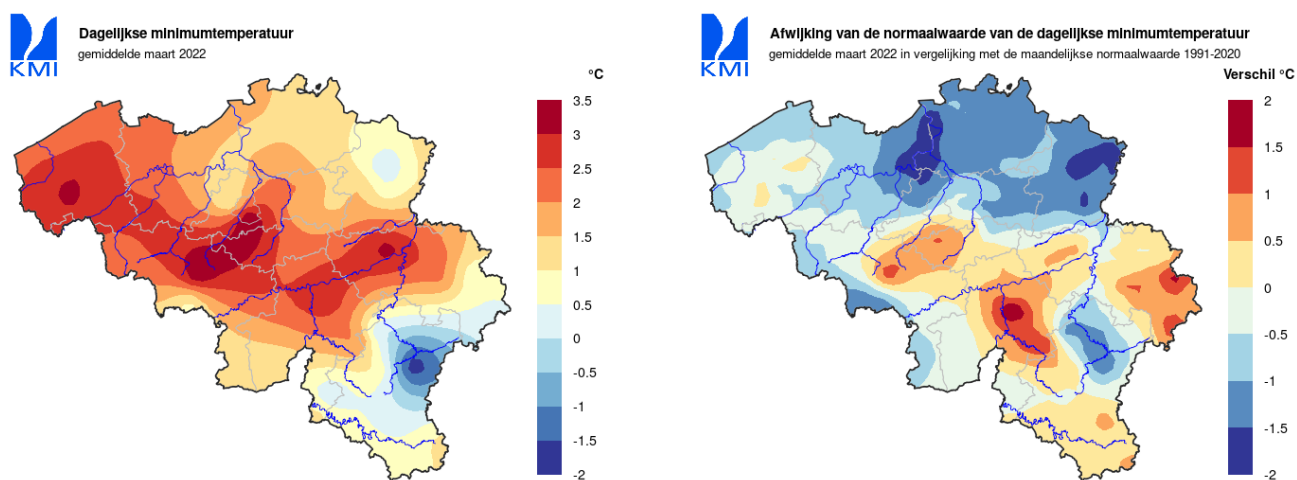 KMI
Dagelijkse minimumtemperatuur
gemiddelde maart 2022
°C
3.5
3
2.5
2
1.5
1
0.5
0
-0.5
-1
-1.5
-2
KMI
Afwijking van de normaalwaarde van de dagelijkse minimumtemperatuur
gemiddelde maart 2022 in vergelijking met de maandelijkse normaalwaarde 1991-2020
Verschil °C
2
1.5
1
0.5
0
-0.5
-1
-1.5
-2